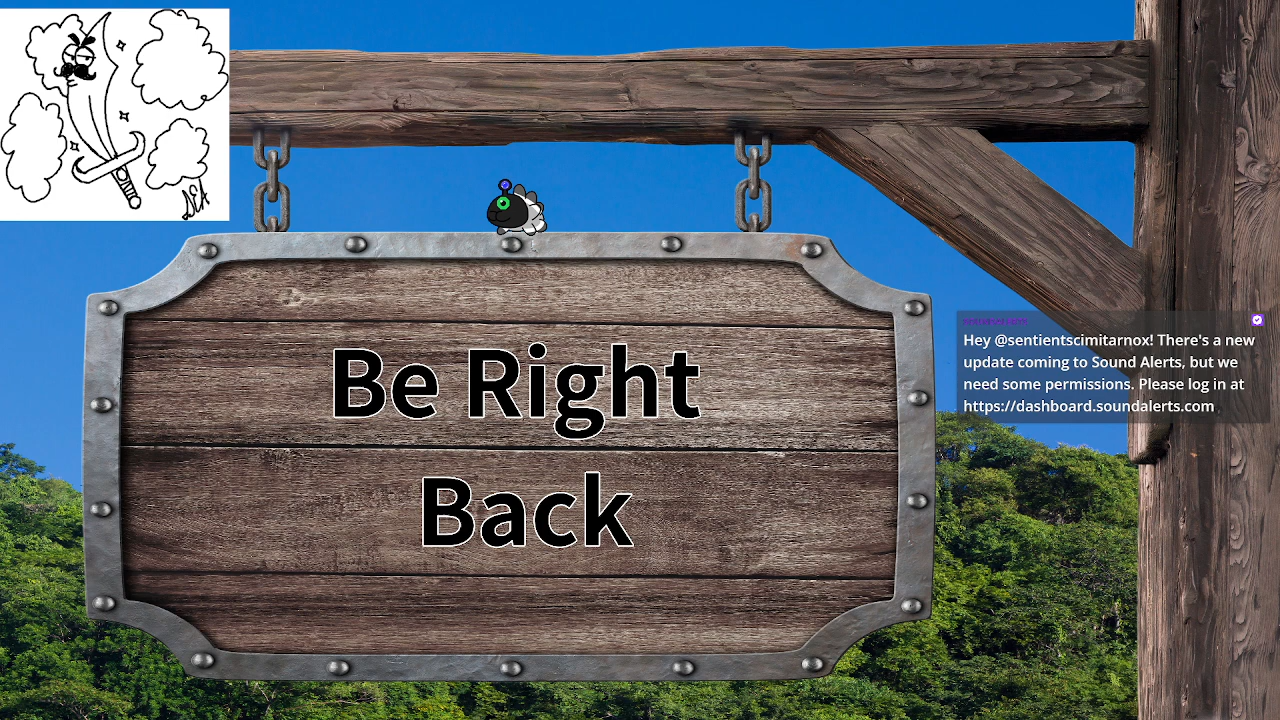 Be Right
Back
Hey @sentientscimitarnox! There's a new
update coming to Sound Alerts, but we
need some permissions. Please log in at
https://dashboard.soundalerts.com